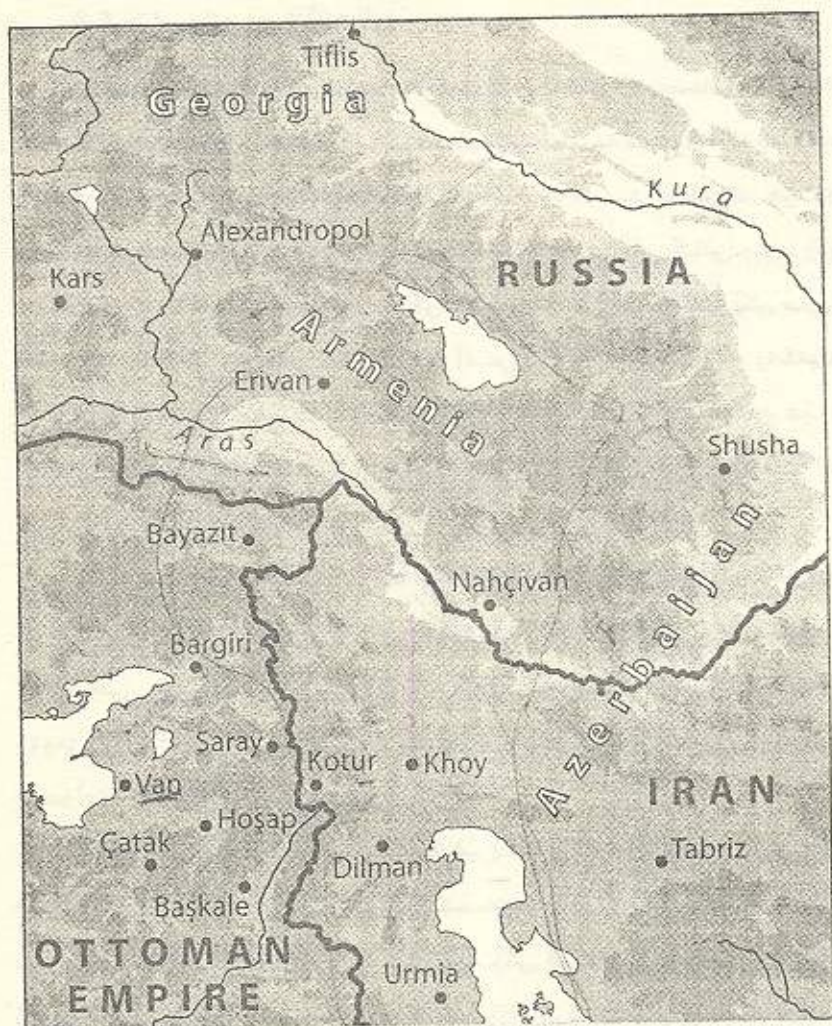 Tiflis
Georgia
Kura
Alexandropol
RUSSIA
Kars
Armenia
Erivan
Aras
Shusha
Bayazıt
Nahçivan
Azerbaijan
Bargiri
Saray
Kotur
Khoy
IRAN
Van
Hoşap
Çatak
Dilman
Tabriz
Başkale
OTTOMAN
EMPIRE
Urmia